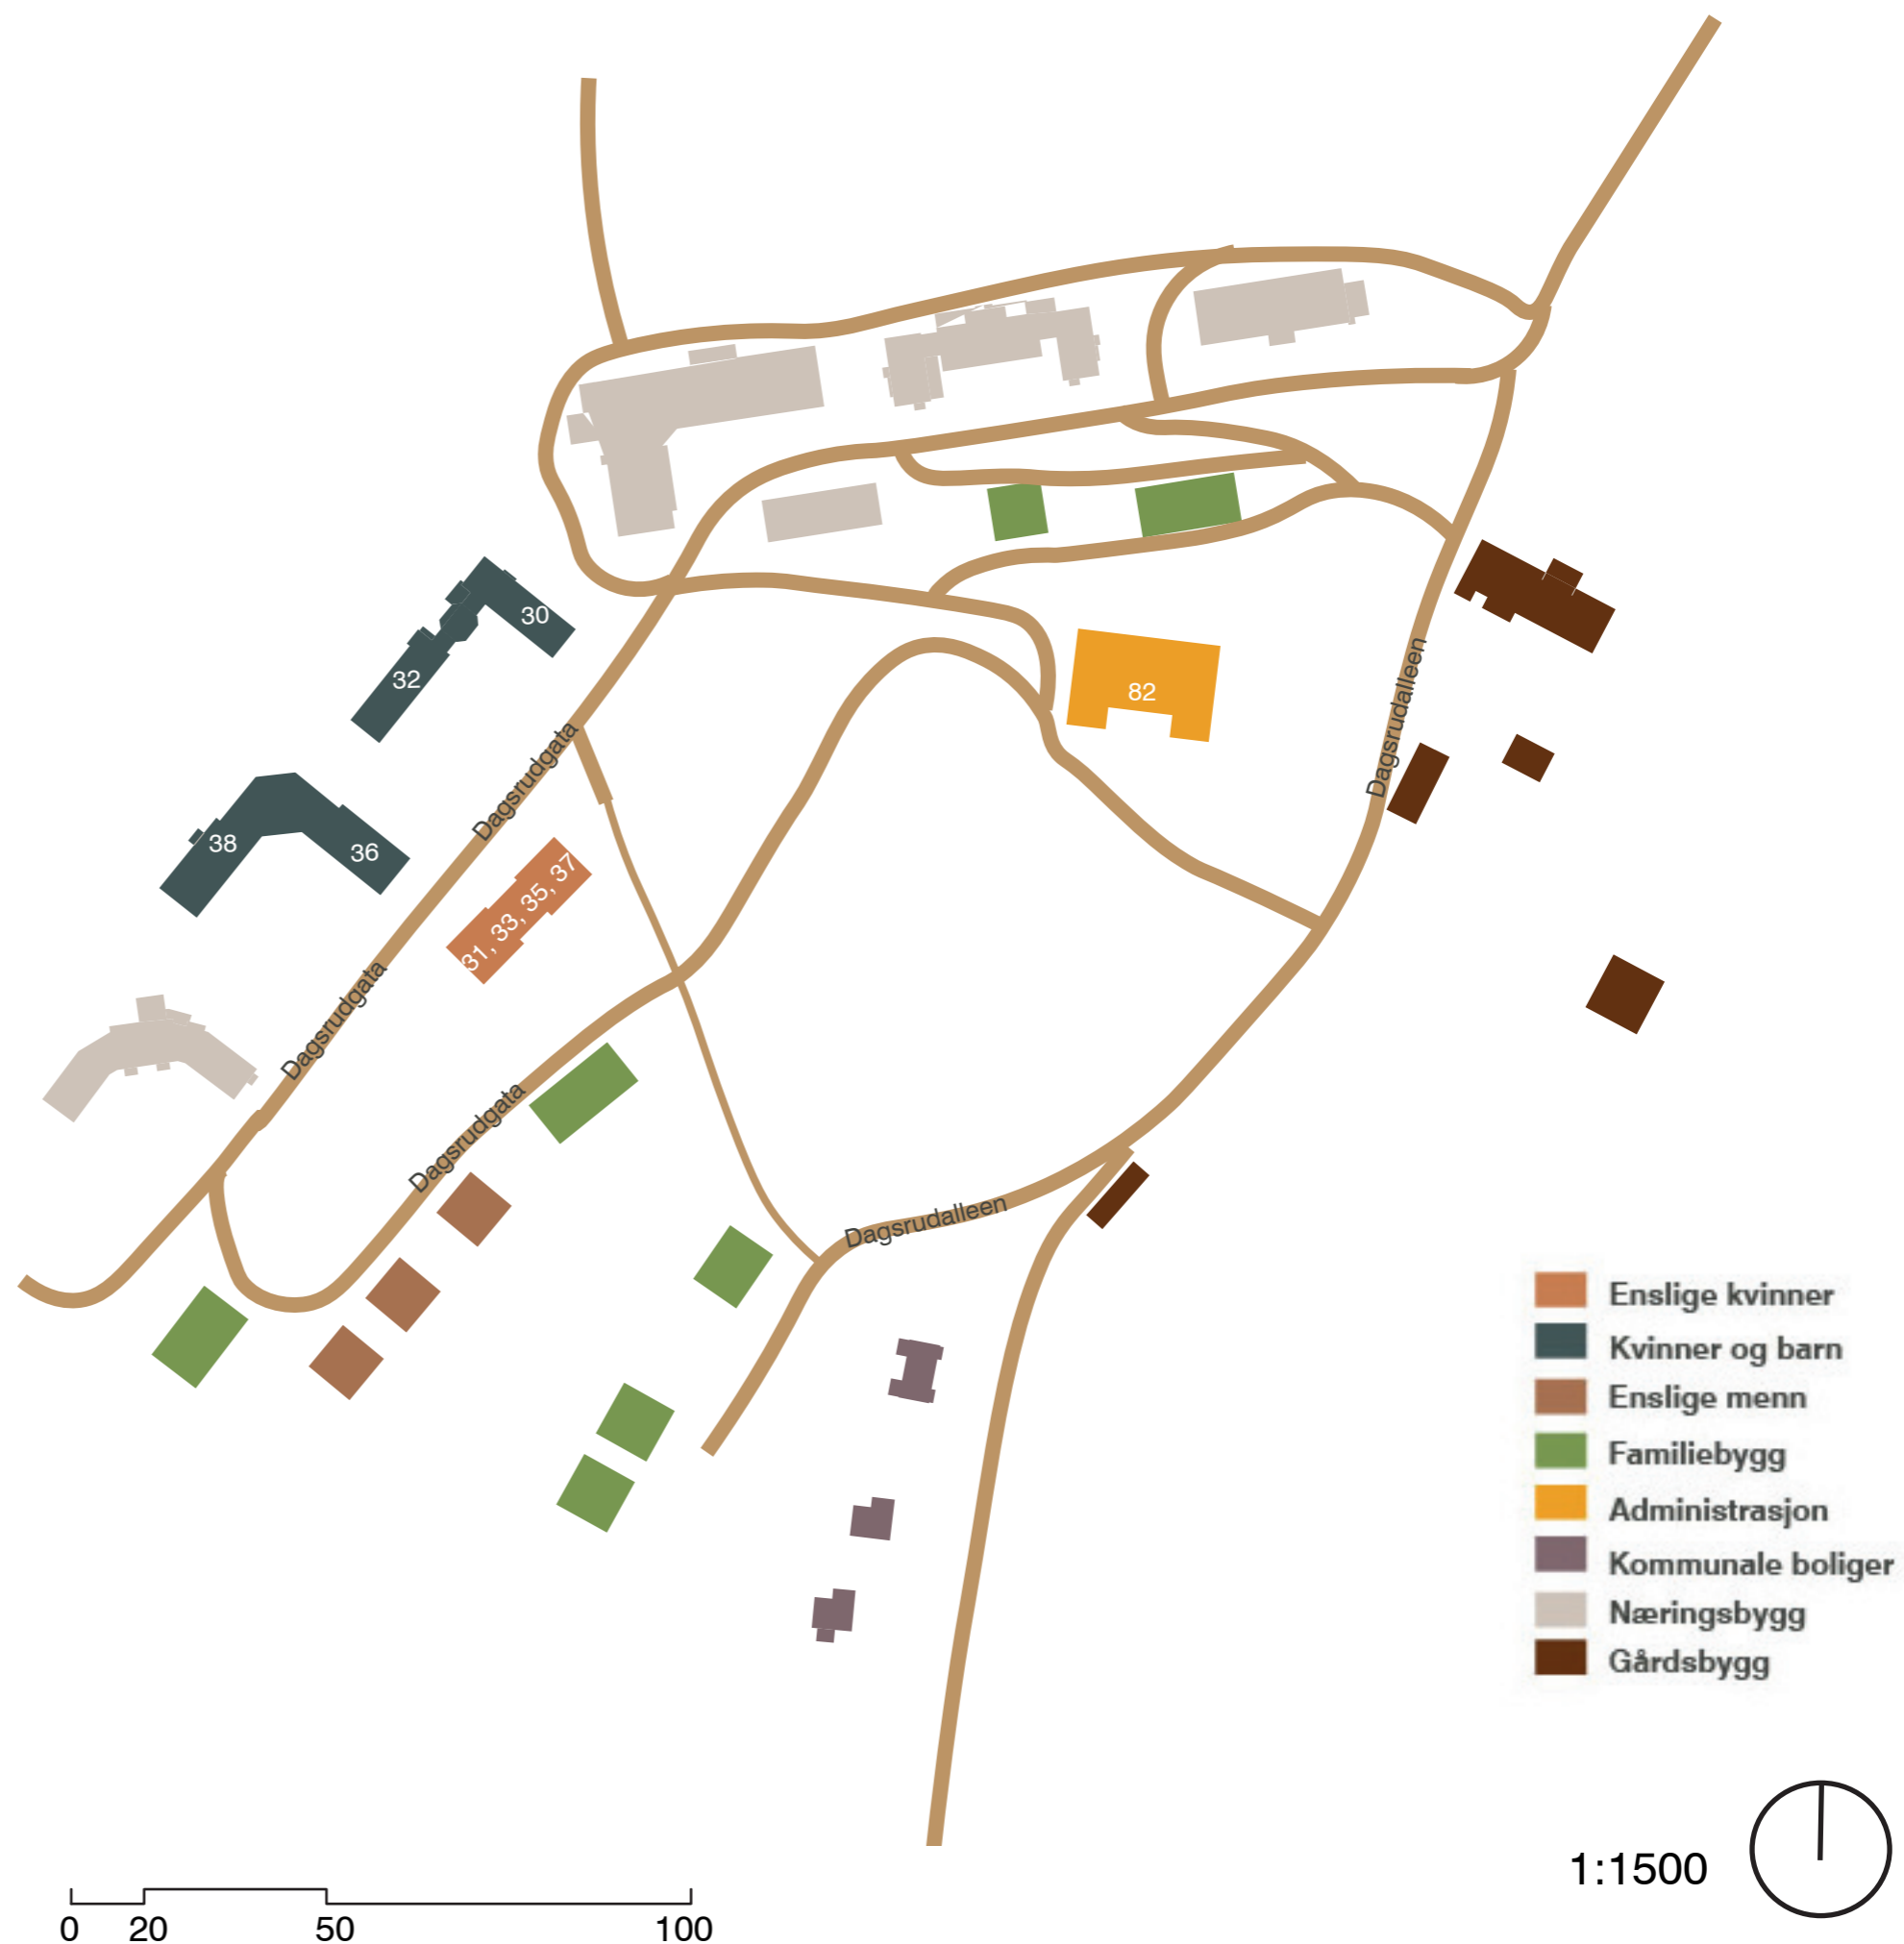 30
32
82
Dagsrudgata
Dagsrudalleen
38
36
31, 33, 35, 37
Dagsrudgata
Dagsrudgata
Dagsrudalleen
Enslige kvinner
Kvinner og barn
Enslige menn
Familiebygg
Administrasjon
Kommunale boliger
Næringsbygg
Gårdsbygg
1:1500
0 20 50 100